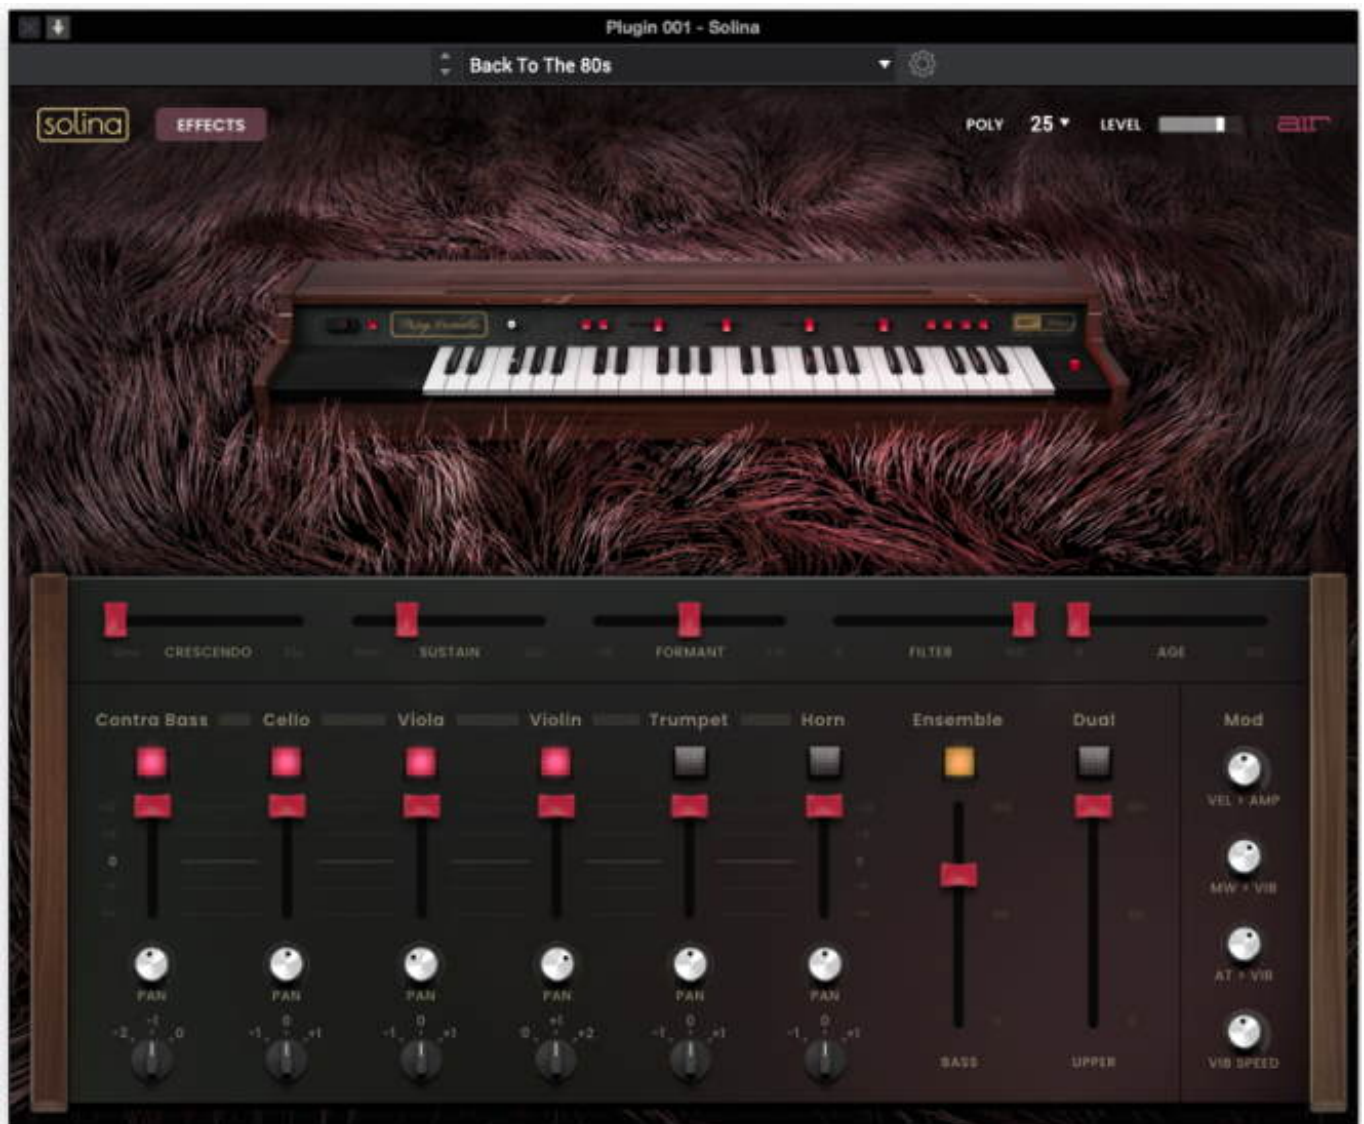 Plugin 001 - Solina
Back To The 80s
solina EFFECTS POLY 25 LEVEL air
CRESCENDO SUSTAIN FORMANT FILTER AGE
Contra Bass Cello Viola Violin Trumpet Horn Ensemble Dual Mod
VEL > AMP
0
MW > VIB
PAN PAN PAN PAN PAN PAN AT > VIB
-2 -1 0 -1 0 +1 -1 0 +1 0 +1 +2 -1 0 +1 -1 0 +1
BASS UPPER VIB SPEED